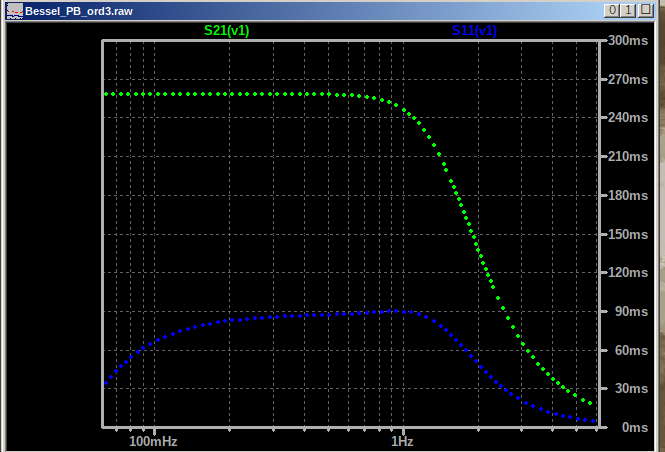 Bessel_PB_ord3.raw
S21(v1) S11(v1)
300ms
270ms
240ms
210ms
180ms
150ms
120ms
90ms
60ms
30ms
0ms
100mHz 1Hz